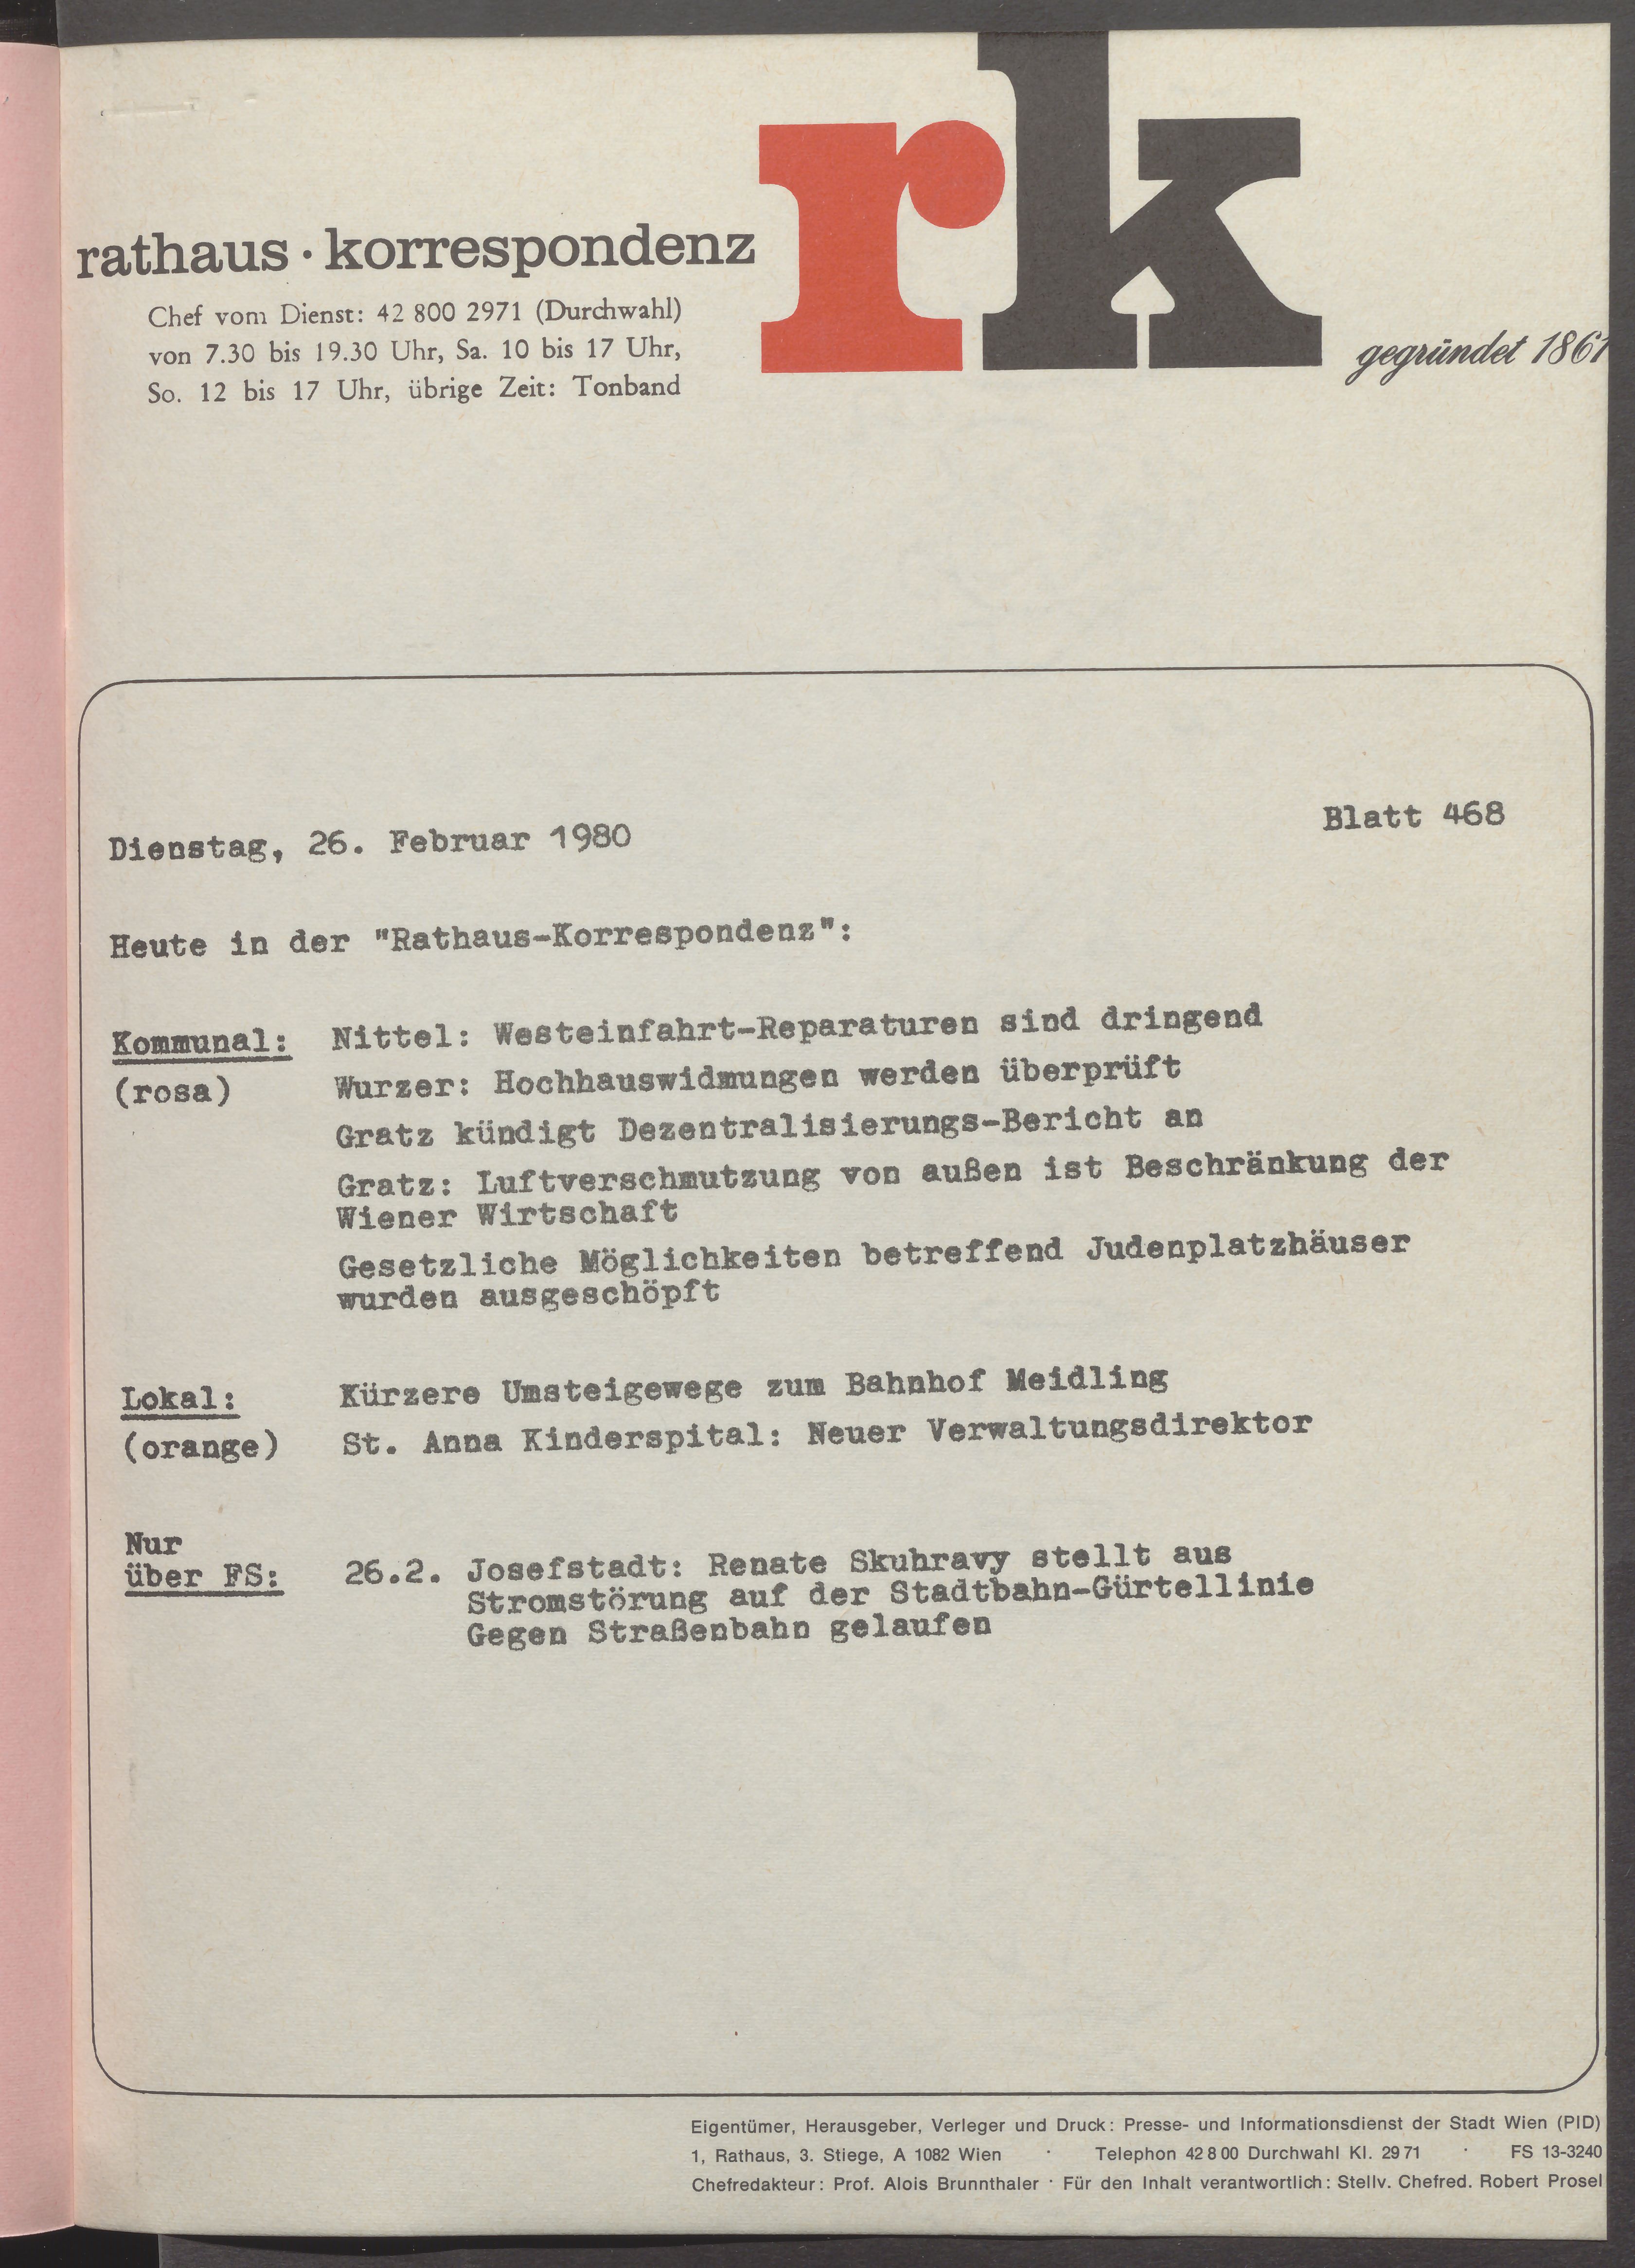 rk
rathaus · korrespondenz
Chef vom Dienst: 42 800 2971 (Durchwahl)
von 7.30 bis 19.30 Uhr, Sa. 10 bis 17 Uhr,
So. 12 bis 17 Uhr, übrige Zeit: Tonband
gegründet 1861
Dienstag, 26. Februar 1980 Blatt 468
Heute in der "Rathaus-Korrespondenz":
Kommunal: Nittel: Westeinfahrt-Reparaturen sind dringend
(rosa) Wurzer: Hochhauswidmungen werden überprüft
Gratz kündigt Dezentralisierungs-Bericht an
Gratz: Luftverschmutzung von außen ist Beschränkung der
Wiener Wirtschaft
Gesetzliche Möglichkeiten betreffend Judenplatzhäuser
wurden ausgeschöpft
Lokal: Kürzere Umsteigewege zum Bahnhof Meidling
(orange) St. Anna Kinderspital: Neuer Verwaltungsdirektor
Nur
über FS: 26.2. Josefstadt: Renate Skuhravy stellt aus
Stromstörung auf der Stadtbahn-Gürtellinie
Gegen Straßenbahn gelaufen
Eigentümer, Herausgeber, Verleger und Druck: Presse- und Informationsdienst der Stadt Wien (PID)
1, Rathaus, 3. Stiege, A 1082 Wien · Telephon 42 8 00 Durchwahl Kl. 29 71 · FS 13-3240
Chefredakteur: Prof. Alois Brunnthaler · Für den Inhalt verantwortlich: Stellv. Chefred. Robert Prosel